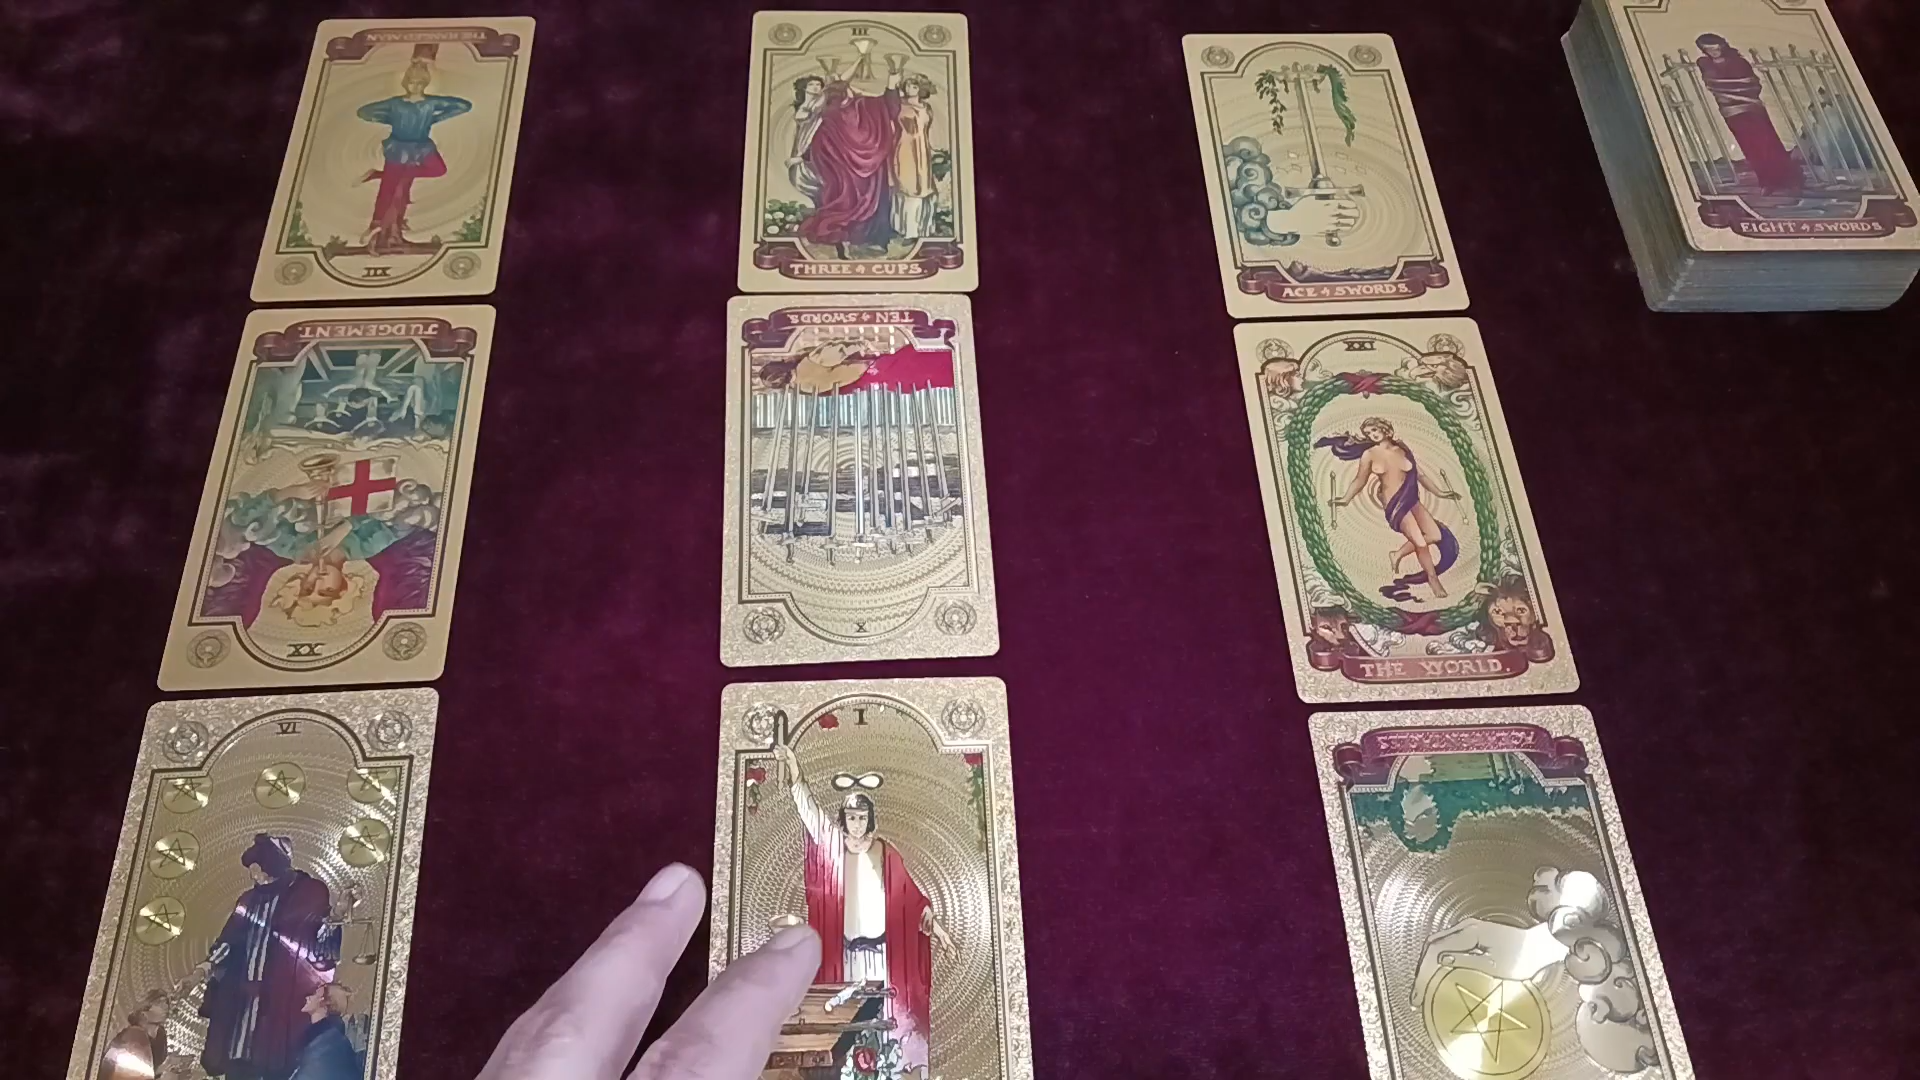 THE HANGED MAN
XII
III
THREE of CUPS.
ACE of SWORDS.
EIGHT of SWORDS.
JUDGEMENT.
XX
TEN of SWORDS.
X
XXI
THE WORLD.
VI
I